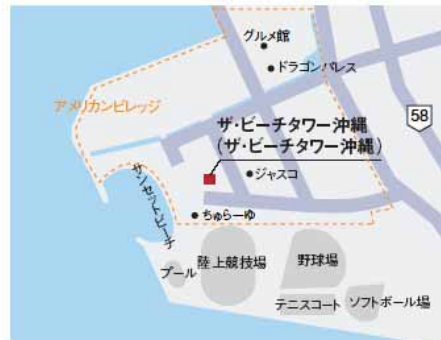 グルメ館
ドラゴンパレス
アメリカンビレッジ
58
ザ・ビーチタワー沖縄
(ザ・ビーチタワー沖縄)
ジャスコ
サンセットビーチ
ちゅらーゆ
プール
陸上競技場
野球場
テニスコート
ソフトボール場